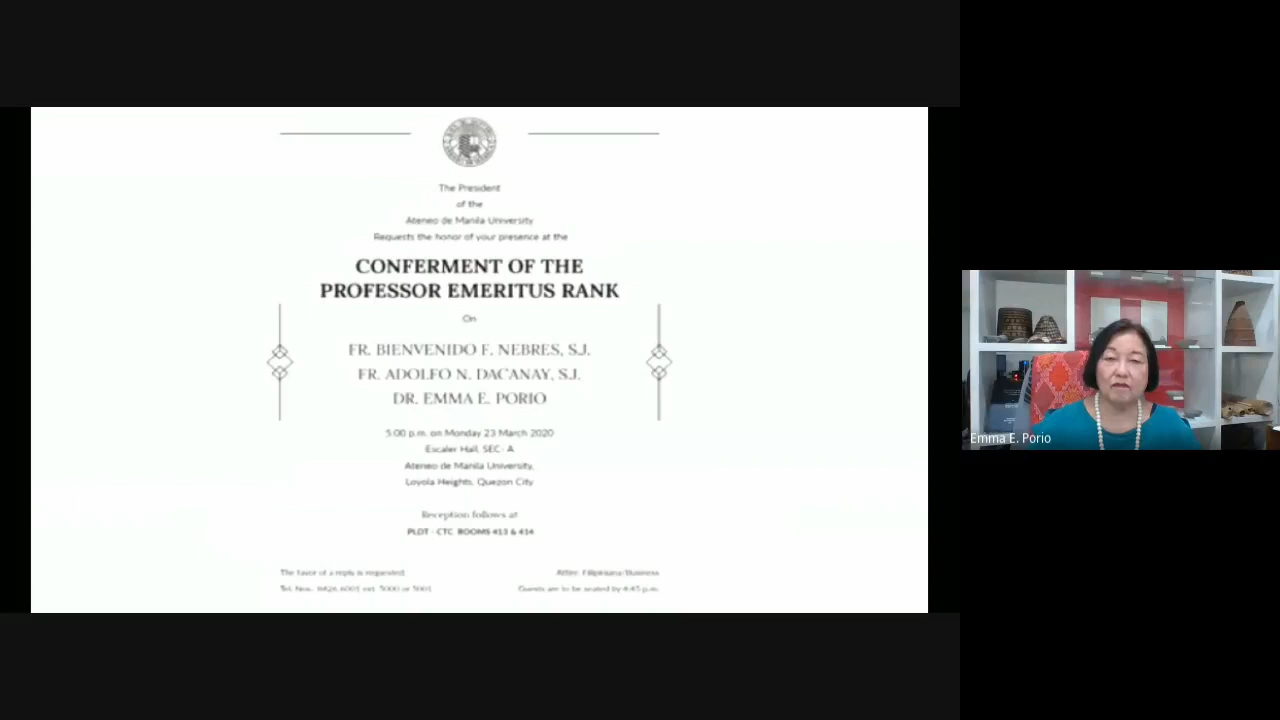 The President
of the
Ateneo de Manila University
Requests the honor of your presence at the
CONFERMENT OF THE
PROFESSOR EMERITUS RANK
On
FR. BIENVENIDO F. NEBRES, S.J.
FR. ADOLFO N. DACANAY, S.J.
DR. EMMA E. PORIO
5:00 p.m. on Monday 23 March 2020
Escaler Hall, SEC- A
Ateneo de Manila University,
Loyola Heights, Quezon City
Reception follows at
PLDT - CTC ROOMS 413 & 414
The favor of a reply is requested
Attire: Filipiniana/Business
Tel. Nos.
Guests are to be seated by 4:45 p.m.
Emma E. Porio